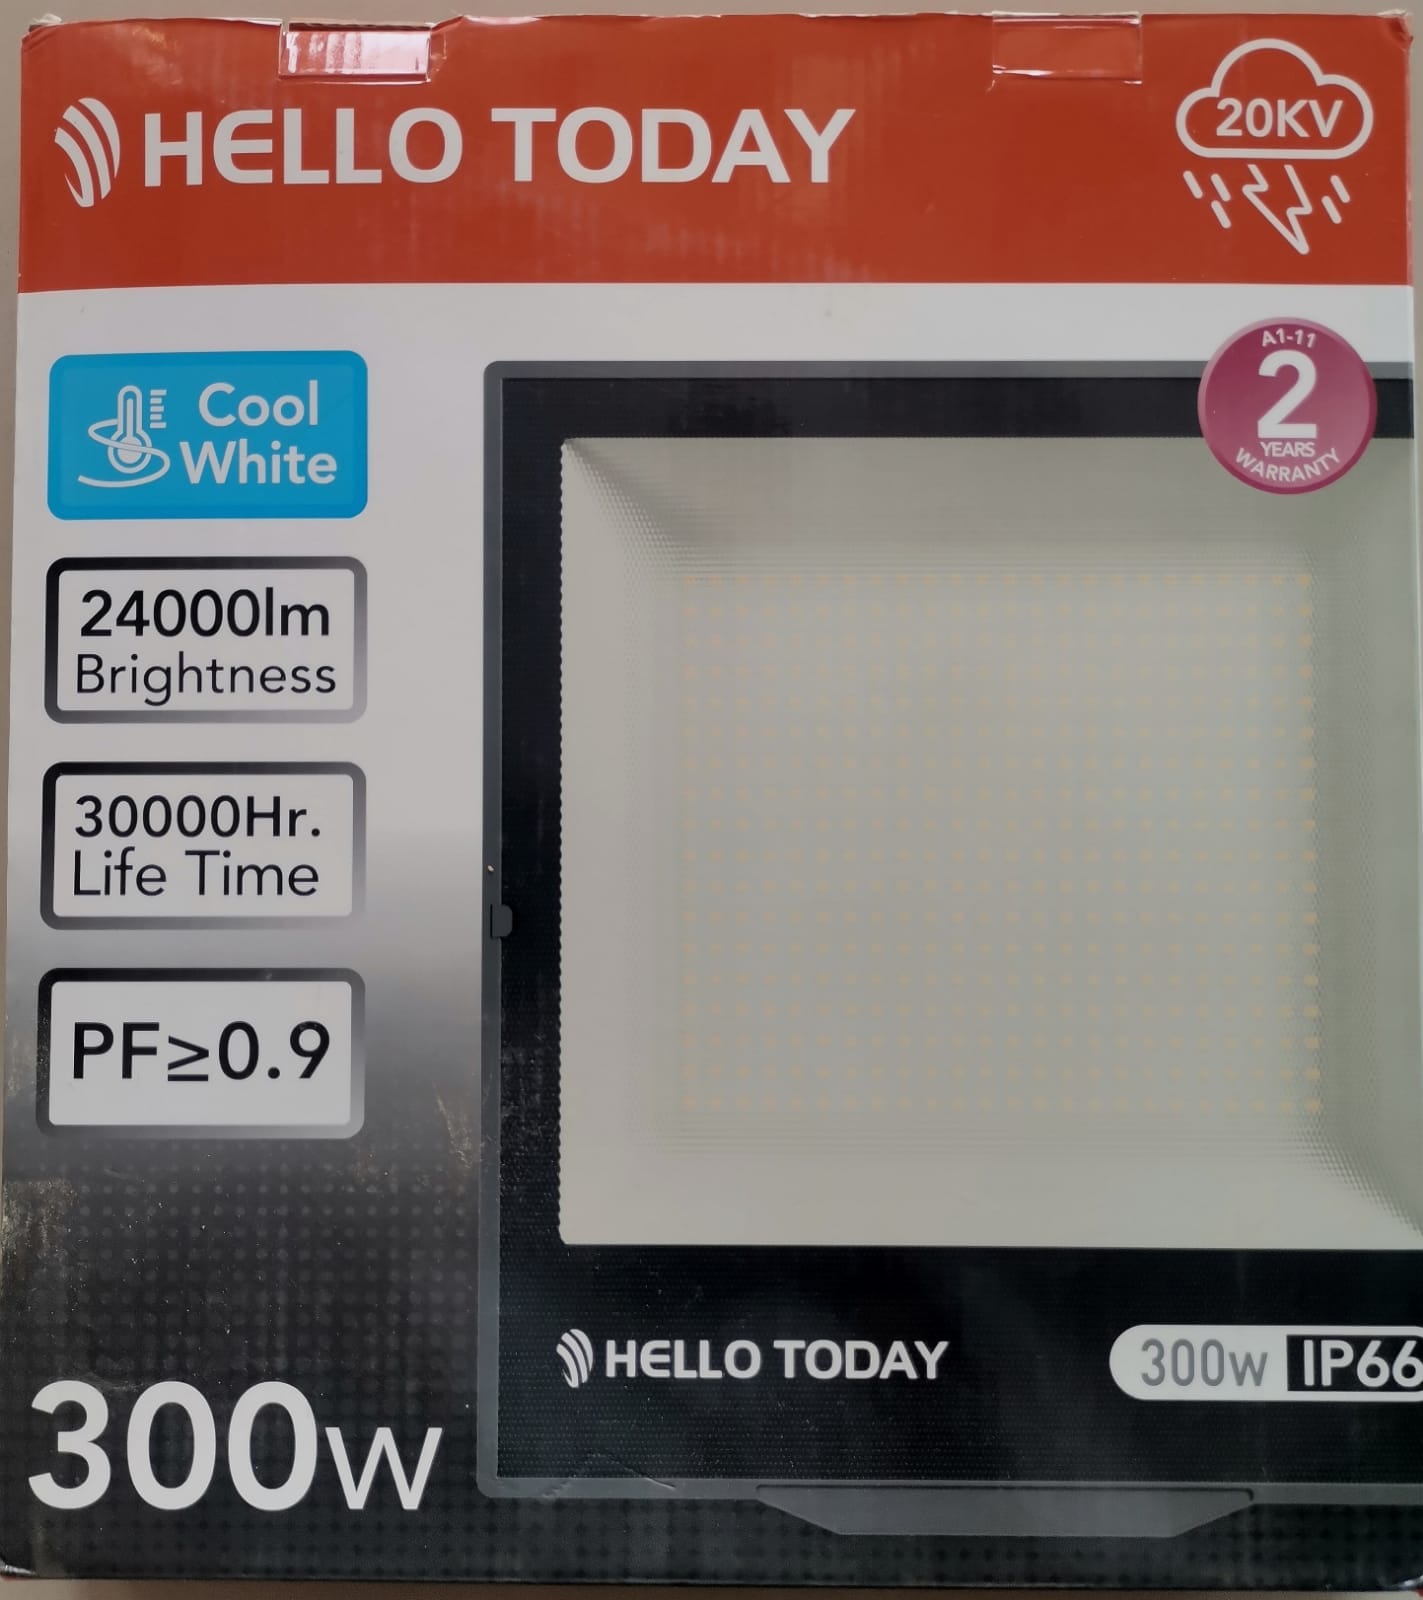 HELLO TODAY
20KV
A1-11
2
YEARS
WARRANTY
Cool
White
24000lm
Brightness
30000Hr.
Life Time
PF≥0.9
HELLO TODAY
300w IP66
300w